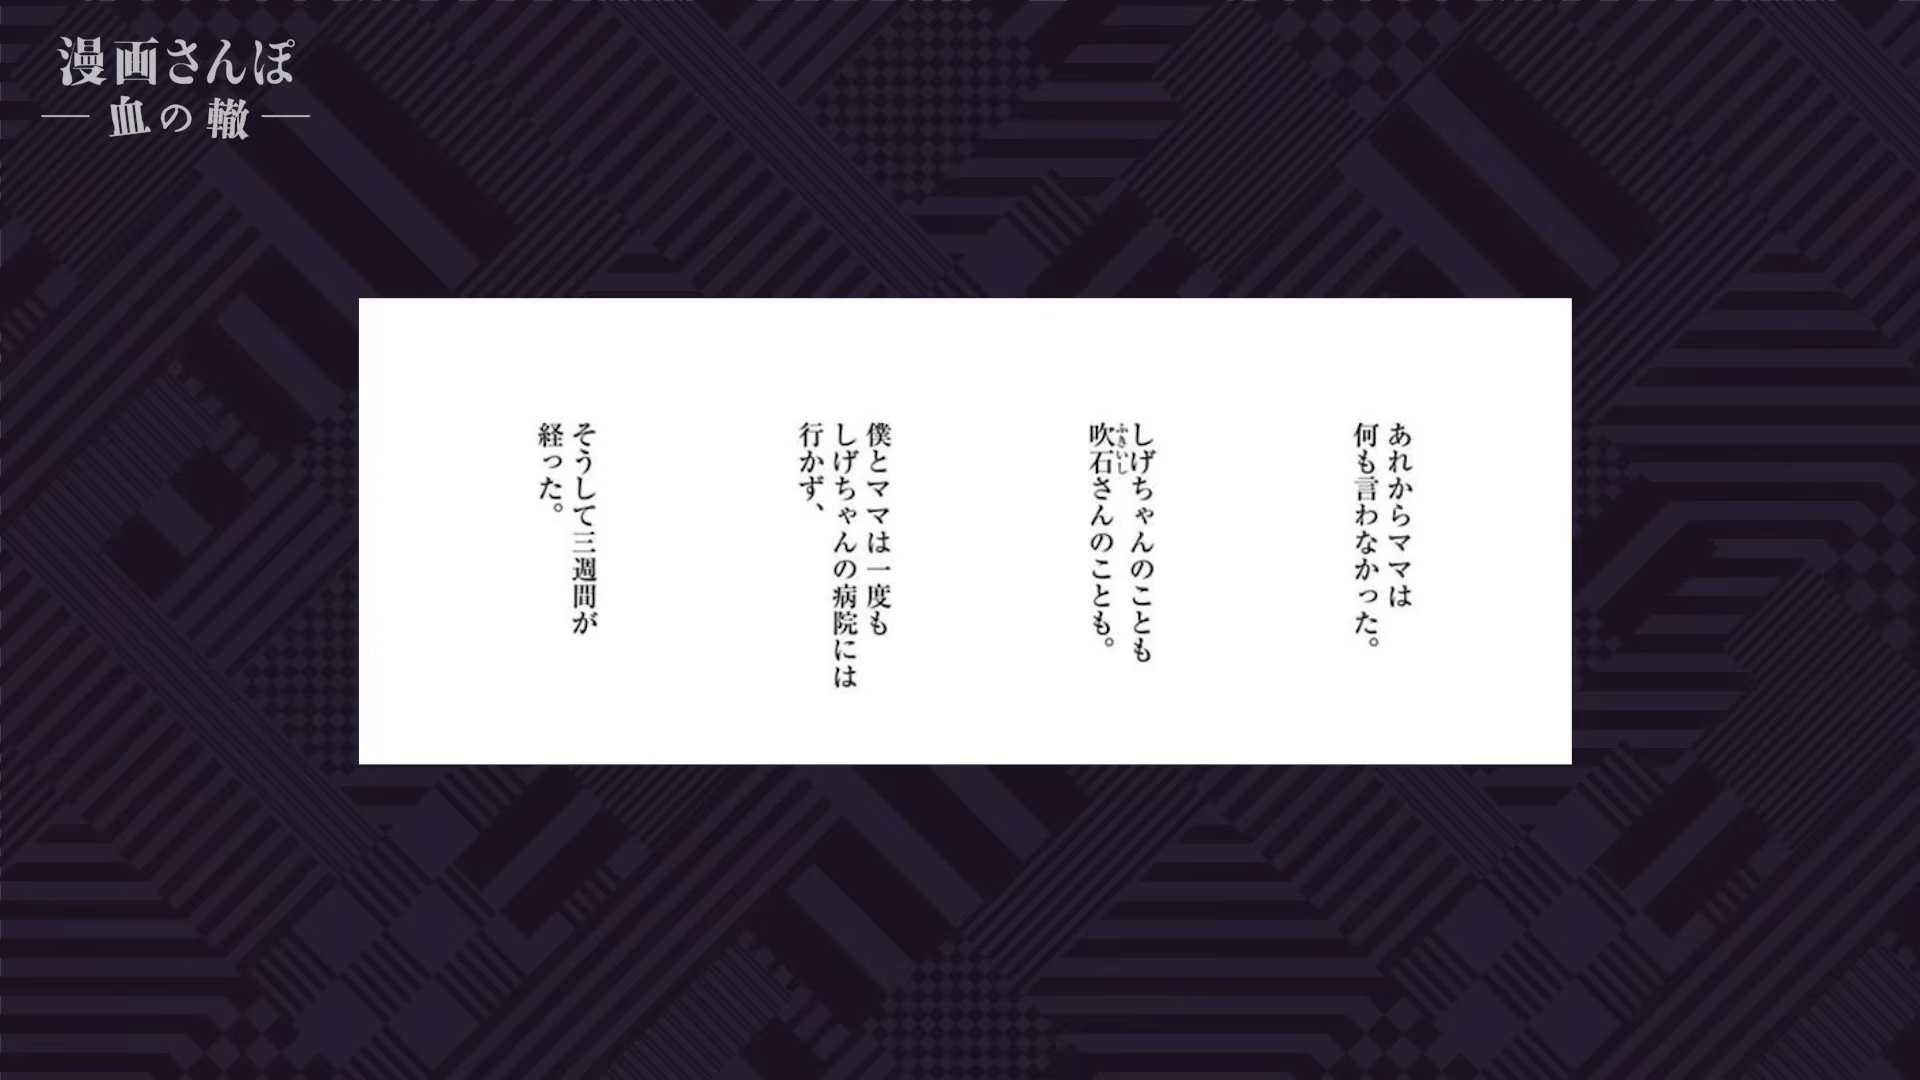 漫画さんぽ
血の轍
あれからママは
何も言わなかった。
しげちゃんのことも
吹石さんのことも。
ふきいし
僕とママは一度も
しげちゃんの病院には
行かず、
そうして三週間が
経った。